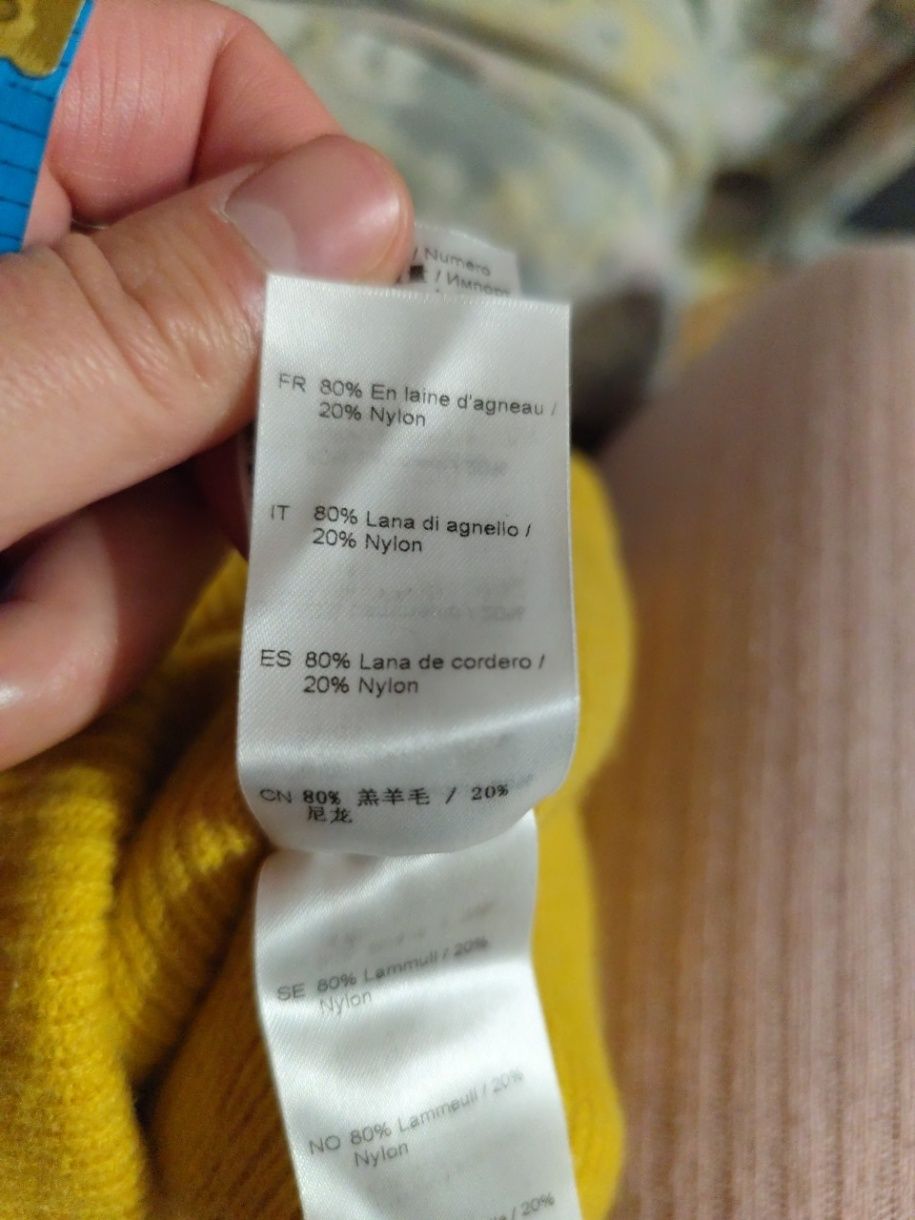 / Numero
/ Импорт
FR 80% En laine d'agneau /
20% Nylon
IT 80% Lana di agnello /
20% Nylon
ES 80% Lana de cordero /
20% Nylon
CN 80% 羔羊毛 / 20%
尼龙
SE 80% Lammull / 20%
Nylon
NO 80% Lammeull / 20%
Nylon
/ 20%